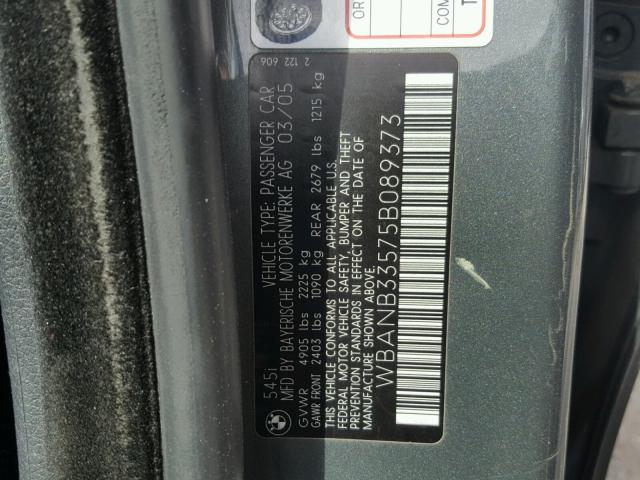 OR
COM
T
2 122 606
545i VEHICLE TYPE: PASSENGER CAR
MFD BY BAYERISCHE MOTORENWERKE AG 03/05
GVWR 4905 lbs 2225 kg
GAWR FRONT 2403 lbs 1090 kg REAR 2679 lbs 1215 kg
THIS VEHICLE CONFORMS TO ALL APPLICABLE U.S.
FEDERAL MOTOR VEHICLE SAFETY, BUMPER AND THEFT
PREVENTION STANDARDS IN EFFECT ON THE DATE OF
MANUFACTURE SHOWN ABOVE.
WBANB33575B089373